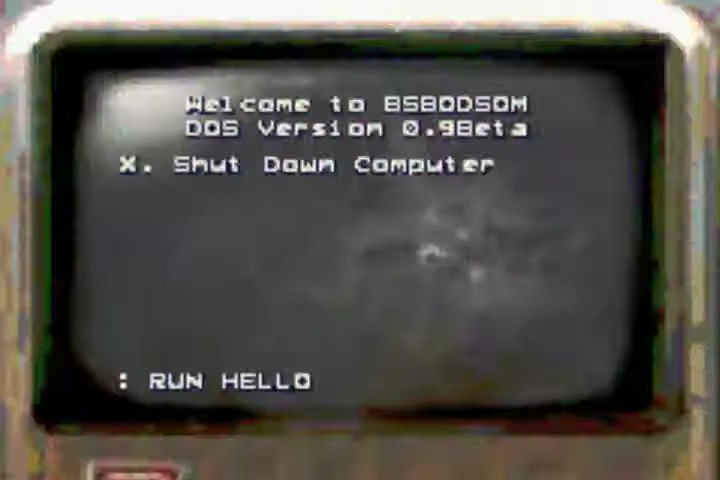 Welcome to BSBODSOM
DOS Version 0.9Beta
X. Shut Down Computer
: RUN HELLO